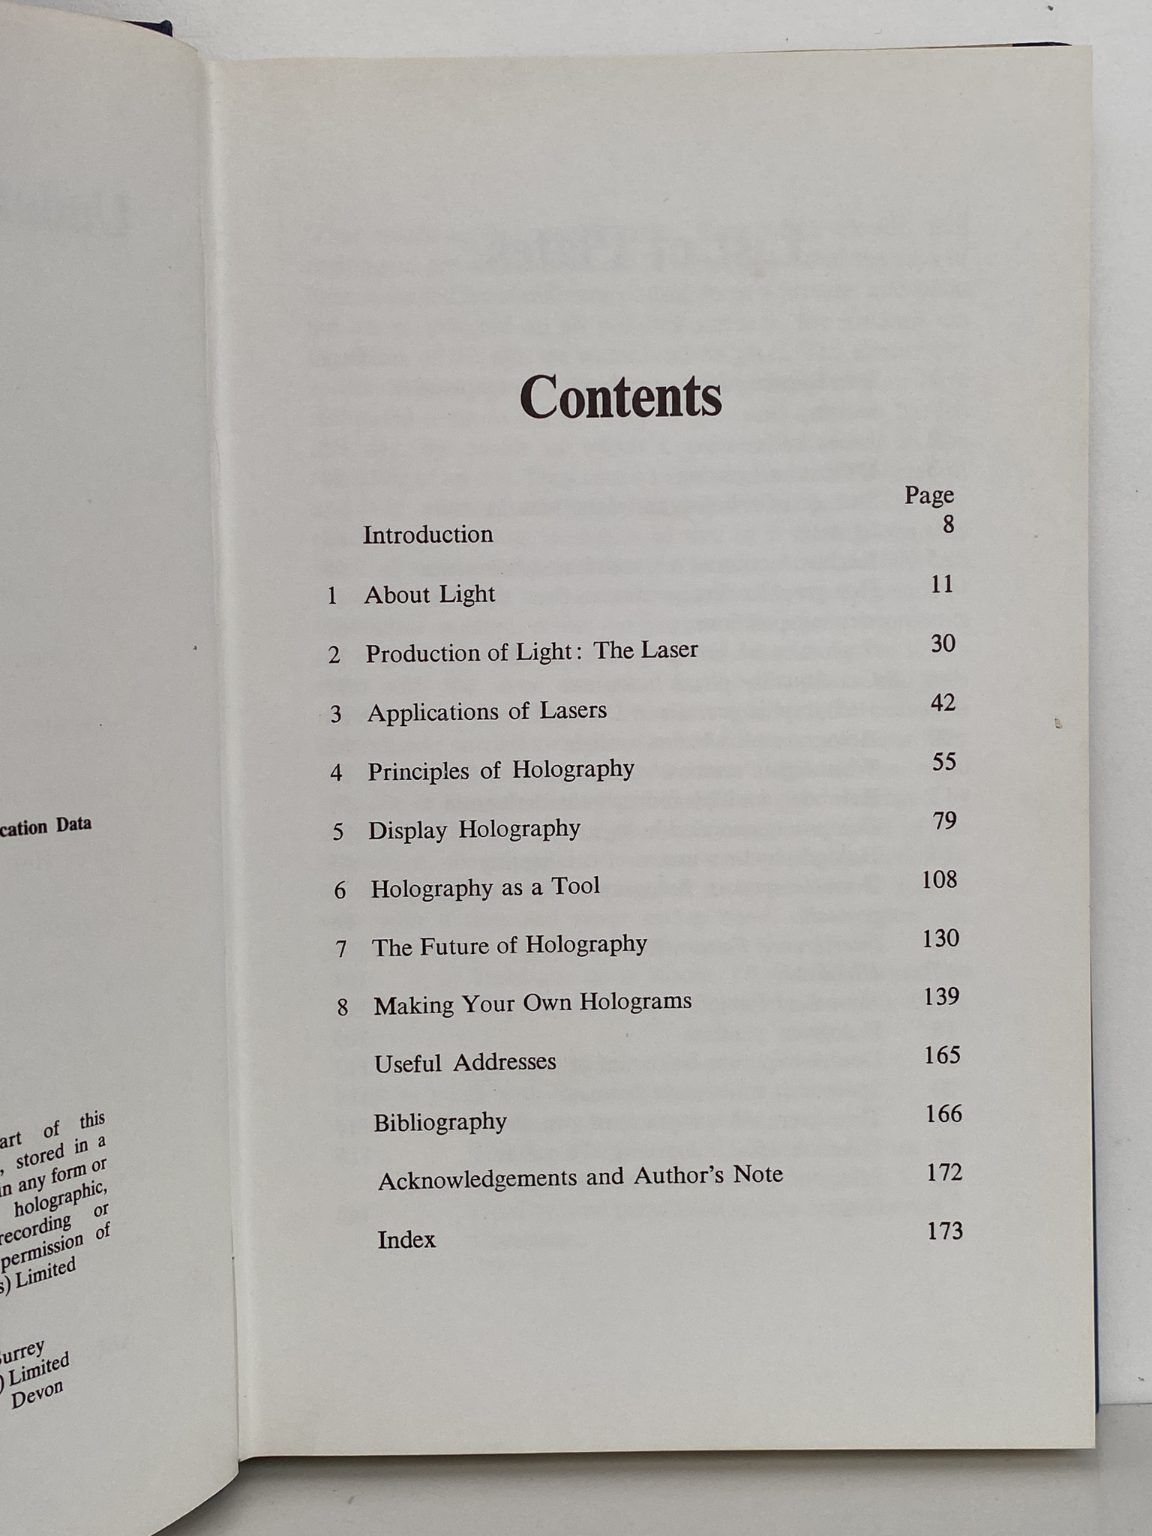 cation Data
art of this
, stored in a
in any form or
holographic,
recording or
permission of
s) Limited
urrey
) Limited
Devon
Contents
Page
Introduction 8
1 About Light 11
2 Production of Light: The Laser 30
3 Applications of Lasers 42
4 Principles of Holography 55
5 Display Holography 79
6 Holography as a Tool 108
7 The Future of Holography 130
8 Making Your Own Holograms 139
Useful Addresses 165
Bibliography 166
Acknowledgements and Author's Note 172
Index 173